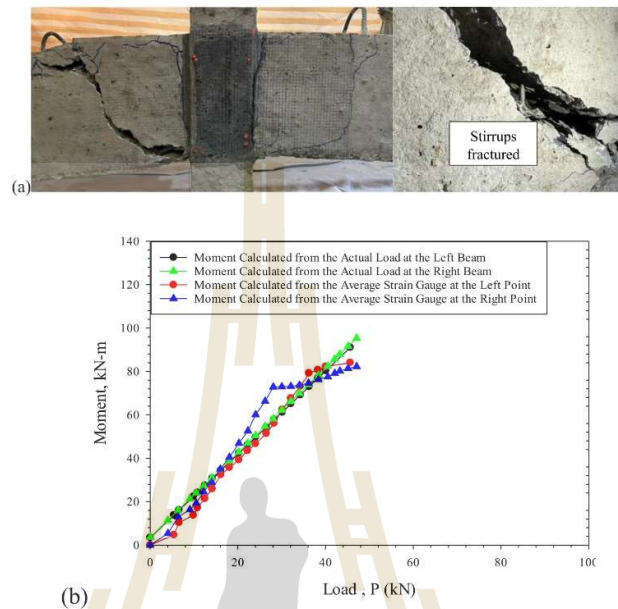 Stirrups
fractured
(a)
140
120
100
80
60
40
20
0
Moment, kN-m
Moment Calculated from the Actual Load at the Left Beam
Moment Calculated from the Actual Load at the Right Beam
Moment Calculated from the Average Strain Gauge at the Left Point
Moment Calculated from the Average Strain Gauge at the Right Point
0 20 40 60 80 100
Load , P (kN)
(b)